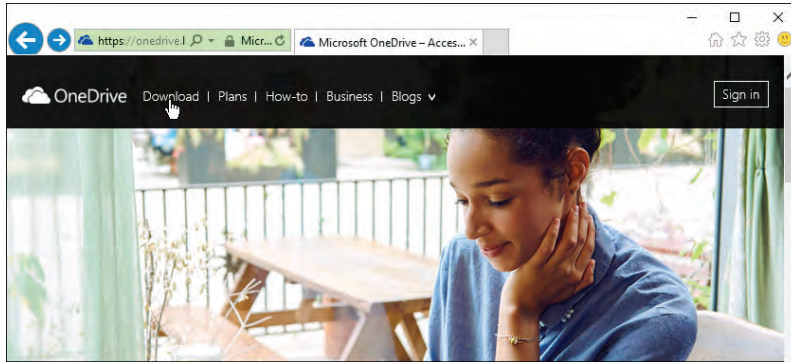 https://onedrive.l
Micr...
Microsoft OneDrive – Acces...
OneDrive Download | Plans | How-to | Business | Blogs
Sign in